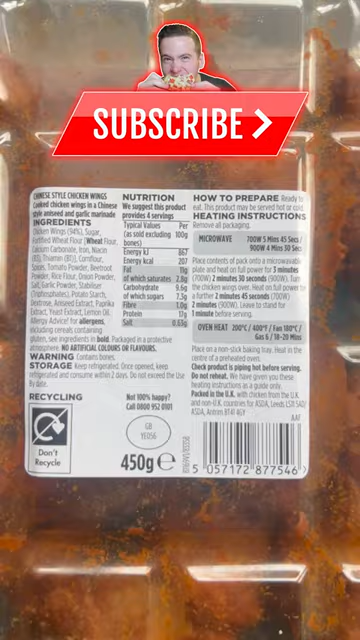 SUBSCRIBE
CHINESE STYLE CHICKEN WINGS
Cooked chicken wings in a Chinese
style aniseed and garlic marinade
INGREDIENTS
Chicken Wings (94%), Sugar,
Fortified Wheat Flour (Wheat Flour,
Calcium Carbonate, Iron, Niacin
(B3), Thiamin (B1)), Cornflour,
Spices, Tomato Powder, Beetroot
Powder, Rice Flour, Onion Powder,
Salt, Garlic Powder, Stabiliser
(Triphosphates), Potato Starch,
Dextrose, Aniseed Extract, Paprika
Extract, Yeast Extract, Lemon Oil.
Allergy Advice! For allergens,
including cereals containing
gluten, see ingredients in bold. Packaged in a protective
atmosphere. NO ARTIFICIAL COLOURS OR FLAVOURS.
WARNING Contains bones.
STORAGE Keep refrigerated. Once opened, keep
refrigerated and consume within 2 days. Do not exceed the Use
By date.
RECYCLING
Don't
Recycle
Not 100% happy?
Call 0800 952 0101
GB
YE056
450g e
NUTRITION
We suggest this product
provides 4 servings
Typical Values Per
(as sold excluding 100g
bones)
Energy kJ 867
Energy kcal 207
Fat 11g
of which saturates 2.8g
Carbohydrate 9.6g
of which sugars 7.3g
Fibre 1.0g
Protein 17g
Salt 0.65g
HOW TO PREPARE Ready to
eat. This product may be served hot or cold.
HEATING INSTRUCTIONS
Remove all packaging.
MICROWAVE 700W 5 Mins 45 Secs/
900W 4 Mins 30 Secs
Place contents of pack onto a microwavable
plate and heat on full power for 3 minutes
(700W) 2 minutes 30 seconds (900W). Turn
the chicken wings over. Heat on full power for
a further 2 minutes 45 seconds (700W)
2 minutes (900W). Leave to stand for
1 minute before serving.
OVEN HEAT 200°C / 400°F / Fan 180°C /
Gas 6 / 18-20 Mins
Place on a non-stick baking tray. Heat in the
centre of a preheated oven.
Check product is piping hot before serving.
Do not reheat. We have given you these
heating instructions as a guide only.
Packed in the U.K. with chicken from the U.K.
and non-U.K. countries for ASDA, Leeds LS11 5AD/
ASDA, Antrim BT41 4GY
AAF
5 057172 877546